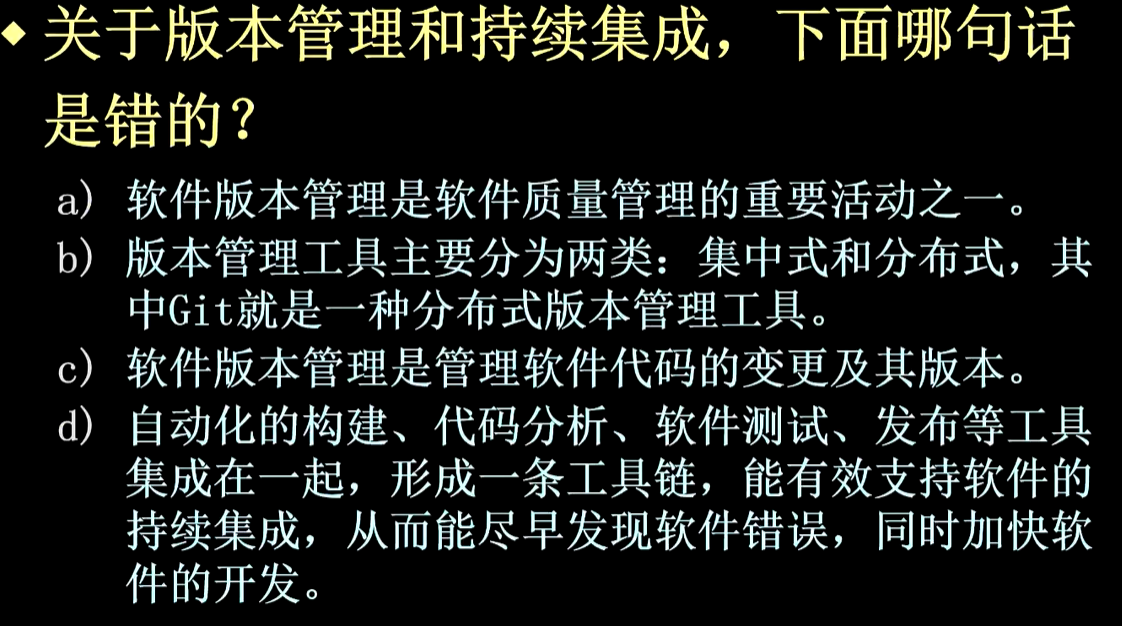 关于版本管理和持续集成，下面哪句话
是错的？
a) 软件版本管理是软件质量管理的重要活动之一。
b) 版本管理工具主要分为两类：集中式和分布式，其
中Git就是一种分布式版本管理工具。
c) 软件版本管理是管理软件代码的变更及其版本。
d) 自动化的构建、代码分析、软件测试、发布等工具
集成在一起，形成一条工具链，能有效支持软件的
持续集成，从而能尽早发现软件错误，同时加快软
件的开发。